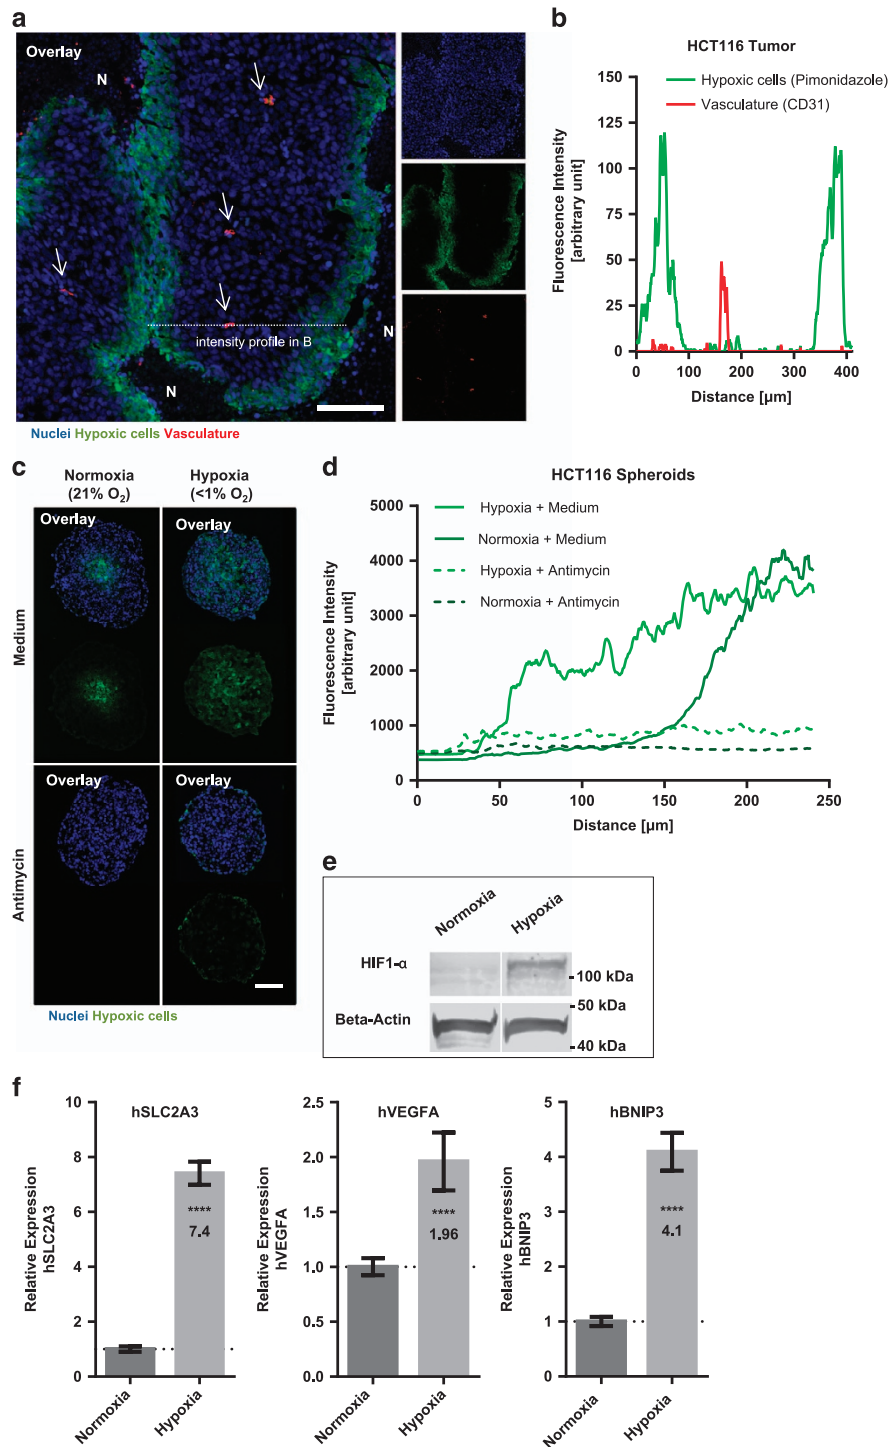 a
Overlay
N
N
N
intensity profile in B
Nuclei Hypoxic cells Vasculature
b
HCT116 Tumor
Hypoxic cells (Pimonidazole)
Vasculature (CD31)
Fluorescence Intensity
[arbitrary unit]
150
125
100
75
50
25
0
0 100 200 300 400
Distance [µm]
c
Normoxia
(21% O₂)
Hypoxia
(<1% O₂)
Medium
Overlay
Overlay
Antimycin
Overlay
Overlay
Nuclei Hypoxic cells
d
HCT116 Spheroids
Hypoxia + Medium
Normoxia + Medium
Hypoxia + Antimycin
Normoxia + Antimycin
Fluorescence Intensity
[arbitrary unit]
5000
4000
3000
2000
1000
0
0 50 100 150 200 250
Distance [µm]
e
Normoxia
Hypoxia
HIF1-α
100 kDa
50 kDa
Beta-Actin
40 kDa
f
hSLC2A3
Relative Expression
hSLC2A3
10
8
6
4
2
0
****
7.4
Normoxia
Hypoxia
hVEGFA
Relative Expression
hVEGFA
2.5
2.0
1.5
1.0
0.5
0.0
****
1.96
Normoxia
Hypoxia
hBNIP3
Relative Expression
hBNIP3
5
4
3
2
1
0
****
4.1
Normoxia
Hypoxia